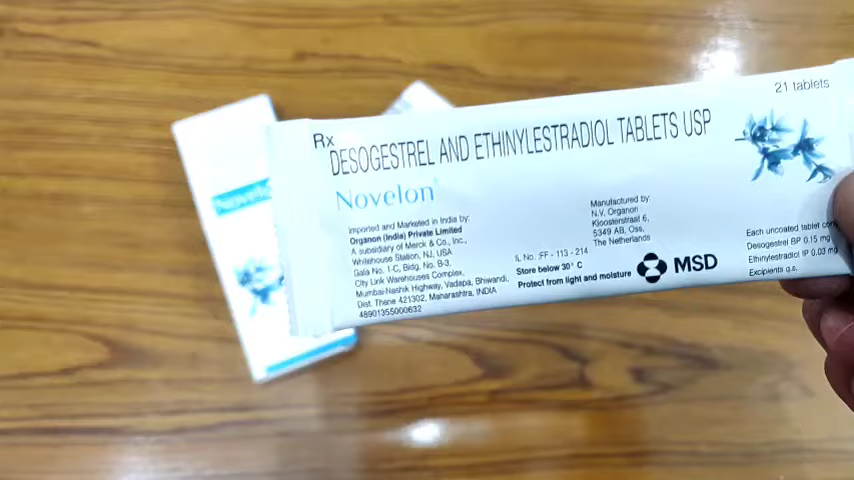 21 tablets
Rx
DESOGESTREL AND ETHINYLESTRADIOL TABLETS USP
Novelon
Imported and Marketed in India by:
Organon (India) Private Limited
A subsidiary of Merck & Co., Inc.,
Whitehouse Station, NJ, USA
Gala No. 1-C, Bldg. No. B-3,
City Link Warehouses Complex,
Mumbai-Nashik Highway, Vadapa, Bhiwandi,
Dist. Thane 421302, Maharashtra, INDIA
48901355000632
Manufactured by:
N.V. Organon
Kloosterstraat 6,
5349 AB, Oss,
The Netherlands
IL No. :FF - 113 - 214
Store below 30° C
Protect from light and moisture
MSD
Each uncoated tablet
Desogestrel BP 0.15 mg
Ethinylestradiol IP 0.03 mg
Excipients q.s.